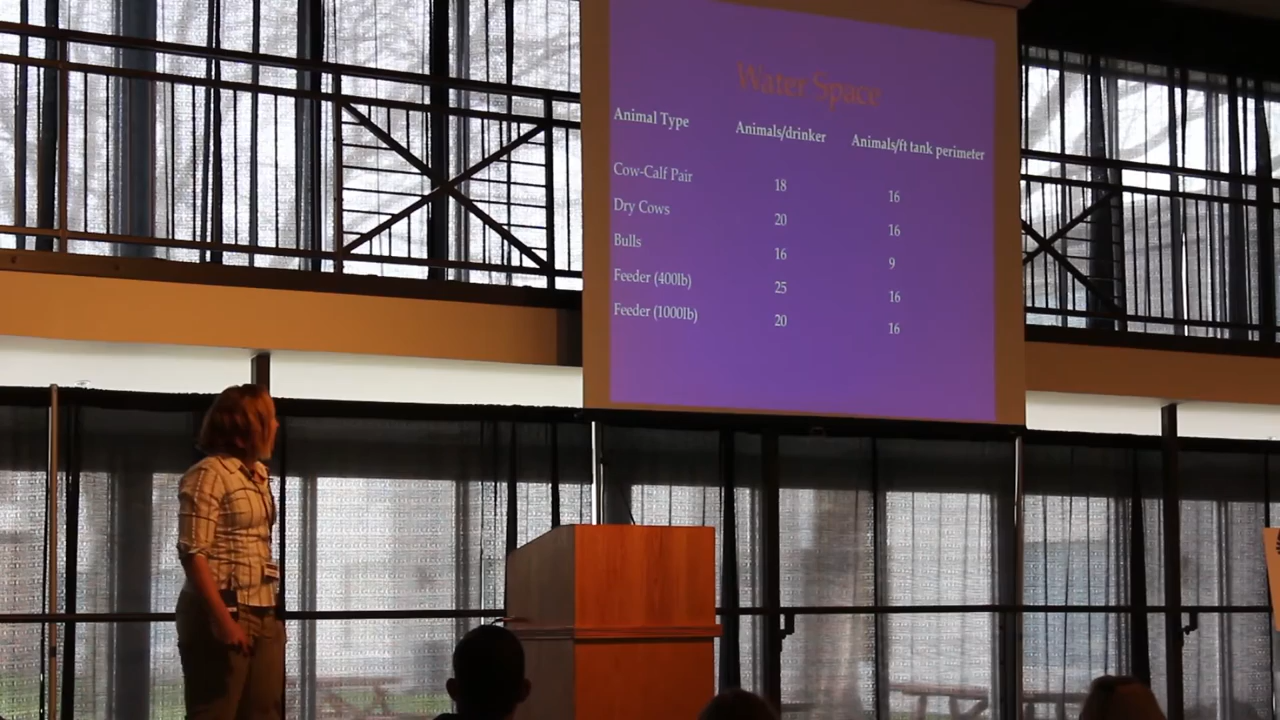 Water Space
Animal Type Animals/drinker Animals/ft tank perimeter
Cow-Calf Pair 18 16
Dry Cows 20 16
Bulls 16 9
Feeder (400lb) 25 16
Feeder (1000lb) 20 16